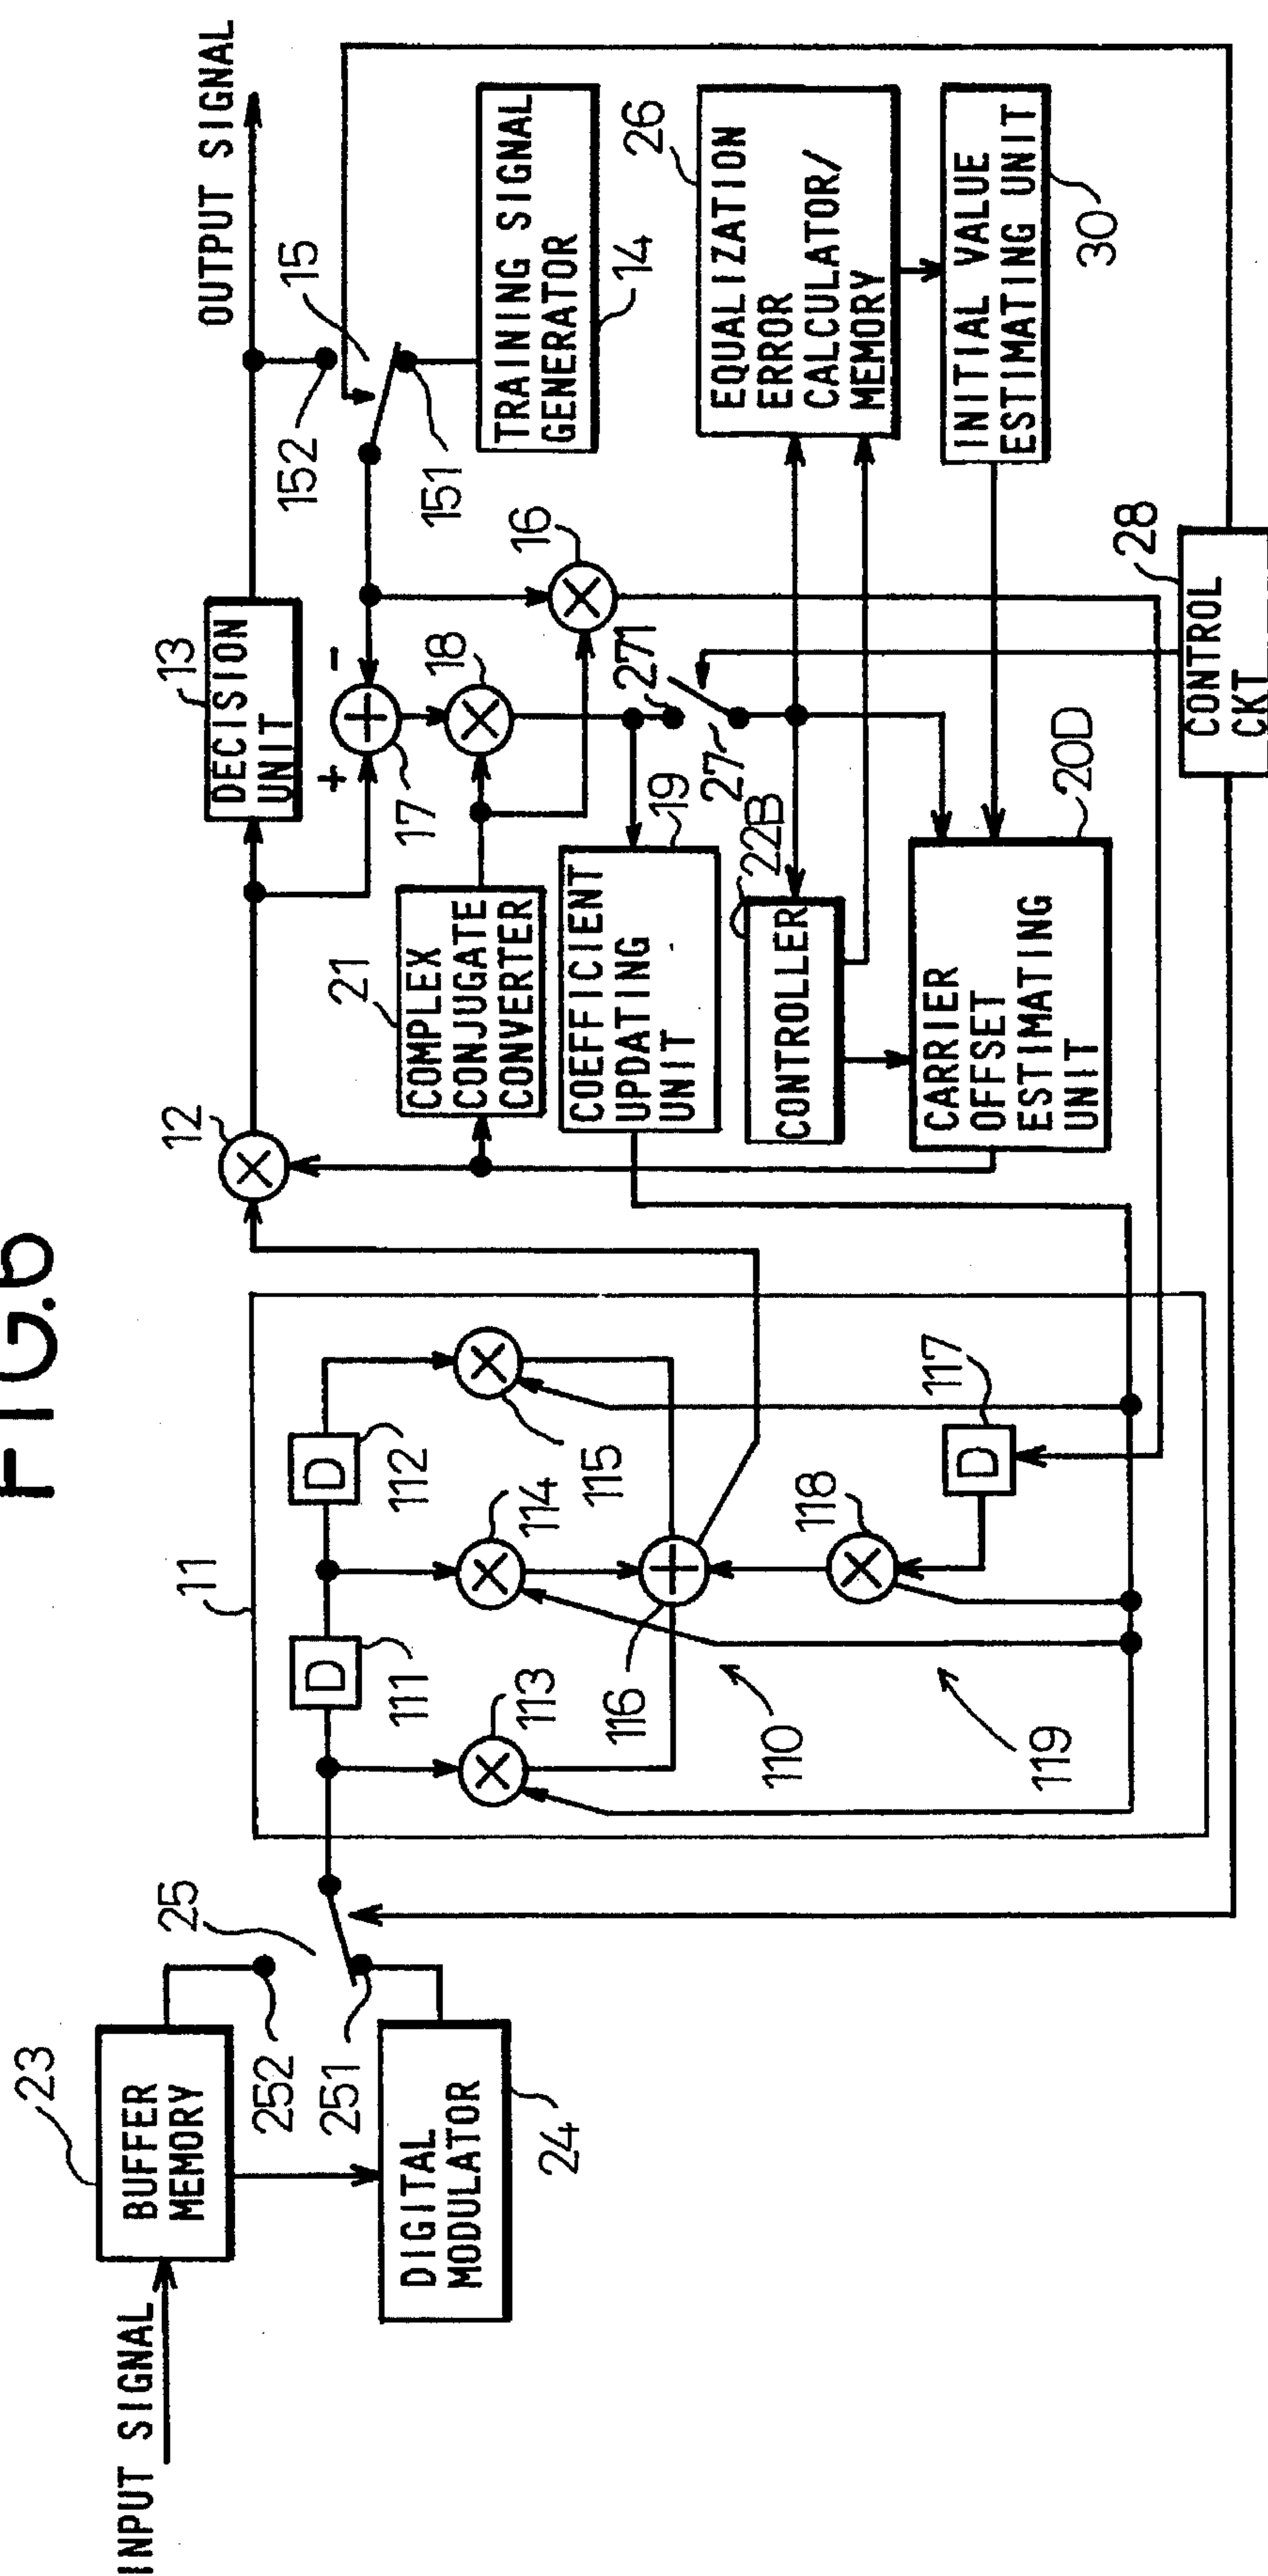 FIG.6
INPUT SIGNAL
23
BUFFER
MEMORY
252
251
25
DIGITAL
MODULATOR
24
11
D
111
D
112
113
114
115
116
110
118
117
D
119
12
13
DECISION
UNIT
OUTPUT SIGNAL
+
−
17
18
152
15
151
16
TRAINING SIGNAL
GENERATOR
14
21
COMPLEX
CONJUGATE
CONVERTER
COEFFICIENT
UPDATING
UNIT
19
271
27
22B
CONTROLLER
26
EQUALIZATION
ERROR
CALCULATOR/
MEMORY
INITIAL VALUE
ESTIMATING UNIT
30
CARRIER
OFFSET
ESTIMATING
UNIT
20D
28
CONTROL
CKT